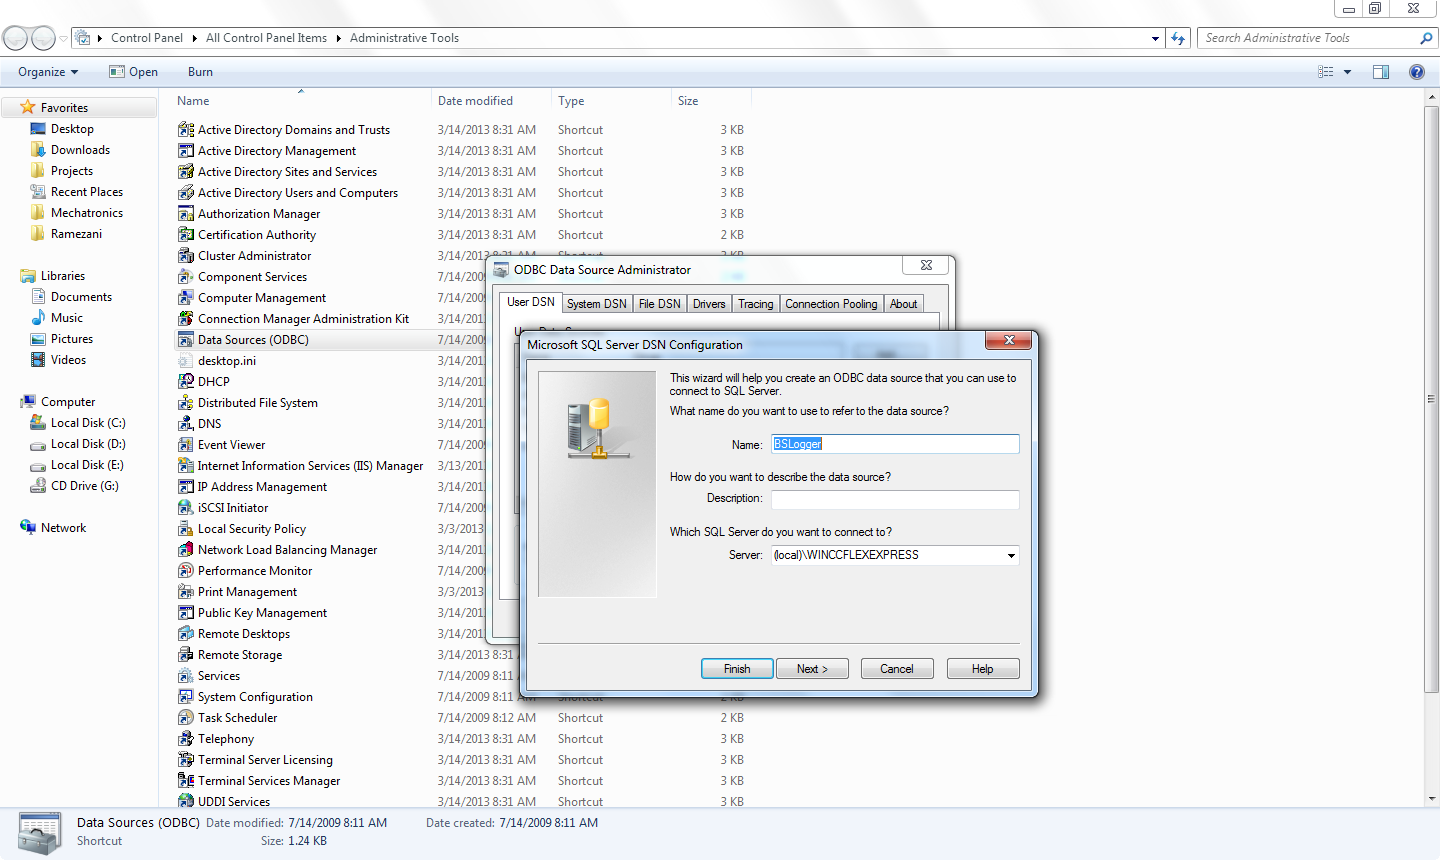 Control Panel ▸ All Control Panel Items ▸ Administrative Tools
Search Administrative Tools
Organize Open Burn
Name Date modified Type Size
Favorites
Desktop
Downloads
Projects
Recent Places
Mechatronics
Ramezani
Libraries
Documents
Music
Pictures
Videos
Computer
Local Disk (C:)
Local Disk (D:)
Local Disk (E:)
CD Drive (G:)
Network
Active Directory Domains and Trusts 3/14/2013 8:31 AM Shortcut 3 KB
Active Directory Management 3/14/2013 8:31 AM Shortcut 3 KB
Active Directory Sites and Services 3/14/2013 8:31 AM Shortcut 3 KB
Active Directory Users and Computers 3/14/2013 8:31 AM Shortcut 3 KB
Authorization Manager 3/14/2013 8:31 AM Shortcut 3 KB
Certification Authority 3/14/2013 8:31 AM Shortcut 2 KB
Cluster Administrator 3/14/2013 8:31 AM Shortcut
Component Services 7/14/200
Computer Management 7/14/200
Connection Manager Administration Kit 3/14/201
Data Sources (ODBC) 7/14/200
desktop.ini 3/14/201
DHCP 3/14/201
Distributed File System 3/14/201
DNS 3/14/201
Event Viewer 7/14/200
Internet Information Services (IIS) Manager 3/13/201
IP Address Management 3/14/201
iSCSI Initiator 7/14/200
Local Security Policy 3/3/2013
Network Load Balancing Manager 3/14/201
Performance Monitor 7/14/200
Print Management 3/3/2013
Public Key Management 3/14/201
Remote Desktops 3/14/201
Remote Storage 3/14/2013 8:31
Services 7/14/2009 8:11
System Configuration 7/14/2009 8:11 AM Shortcut 2 KB
Task Scheduler 7/14/2009 8:12 AM Shortcut 2 KB
Telephony 3/14/2013 8:31 AM Shortcut 3 KB
Terminal Server Licensing 3/14/2013 8:31 AM Shortcut 3 KB
Terminal Services Manager 3/14/2013 8:31 AM Shortcut 3 KB
UDDI Services 3/14/2013 8:31 AM Shortcut 3 KB
ODBC Data Source Administrator
User DSN System DSN File DSN Drivers Tracing Connection Pooling About
Microsoft SQL Server DSN Configuration
This wizard will help you create an ODBC data source that you can use to
connect to SQL Server.
What name do you want to use to refer to the data source?
Name: BSLogger
How do you want to describe the data source?
Description:
Which SQL Server do you want to connect to?
Server: (local)\WINCCFLEXEXPRESS
Finish Next > Cancel Help
Data Sources (ODBC) Date modified: 7/14/2009 8:11 AM Date created: 7/14/2009 8:11 AM
Shortcut Size: 1.24 KB